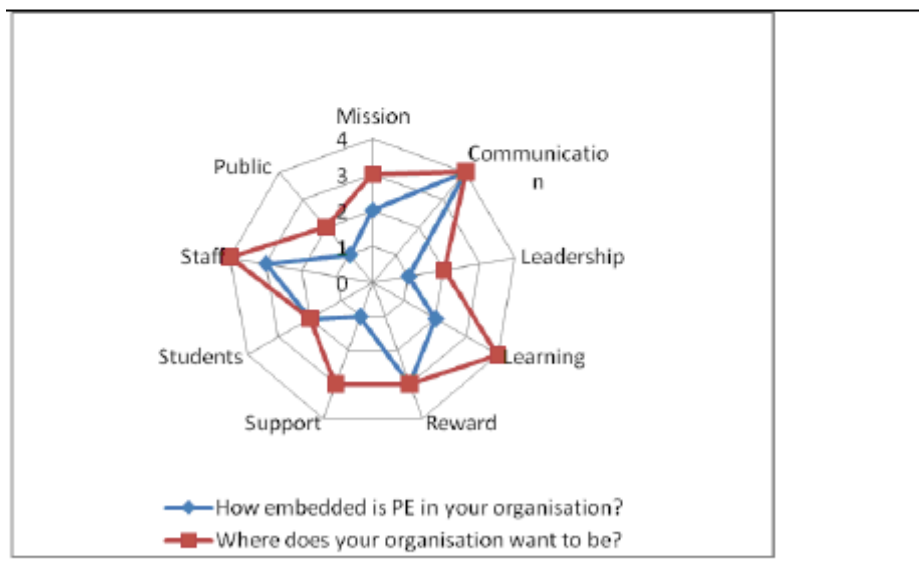 Mission
4
Communicatio
n
3
Public
2
1
Staff
Leadership
0
Students
Learning
Support
Reward
How embedded is PE in your organisation?
Where does your organisation want to be?